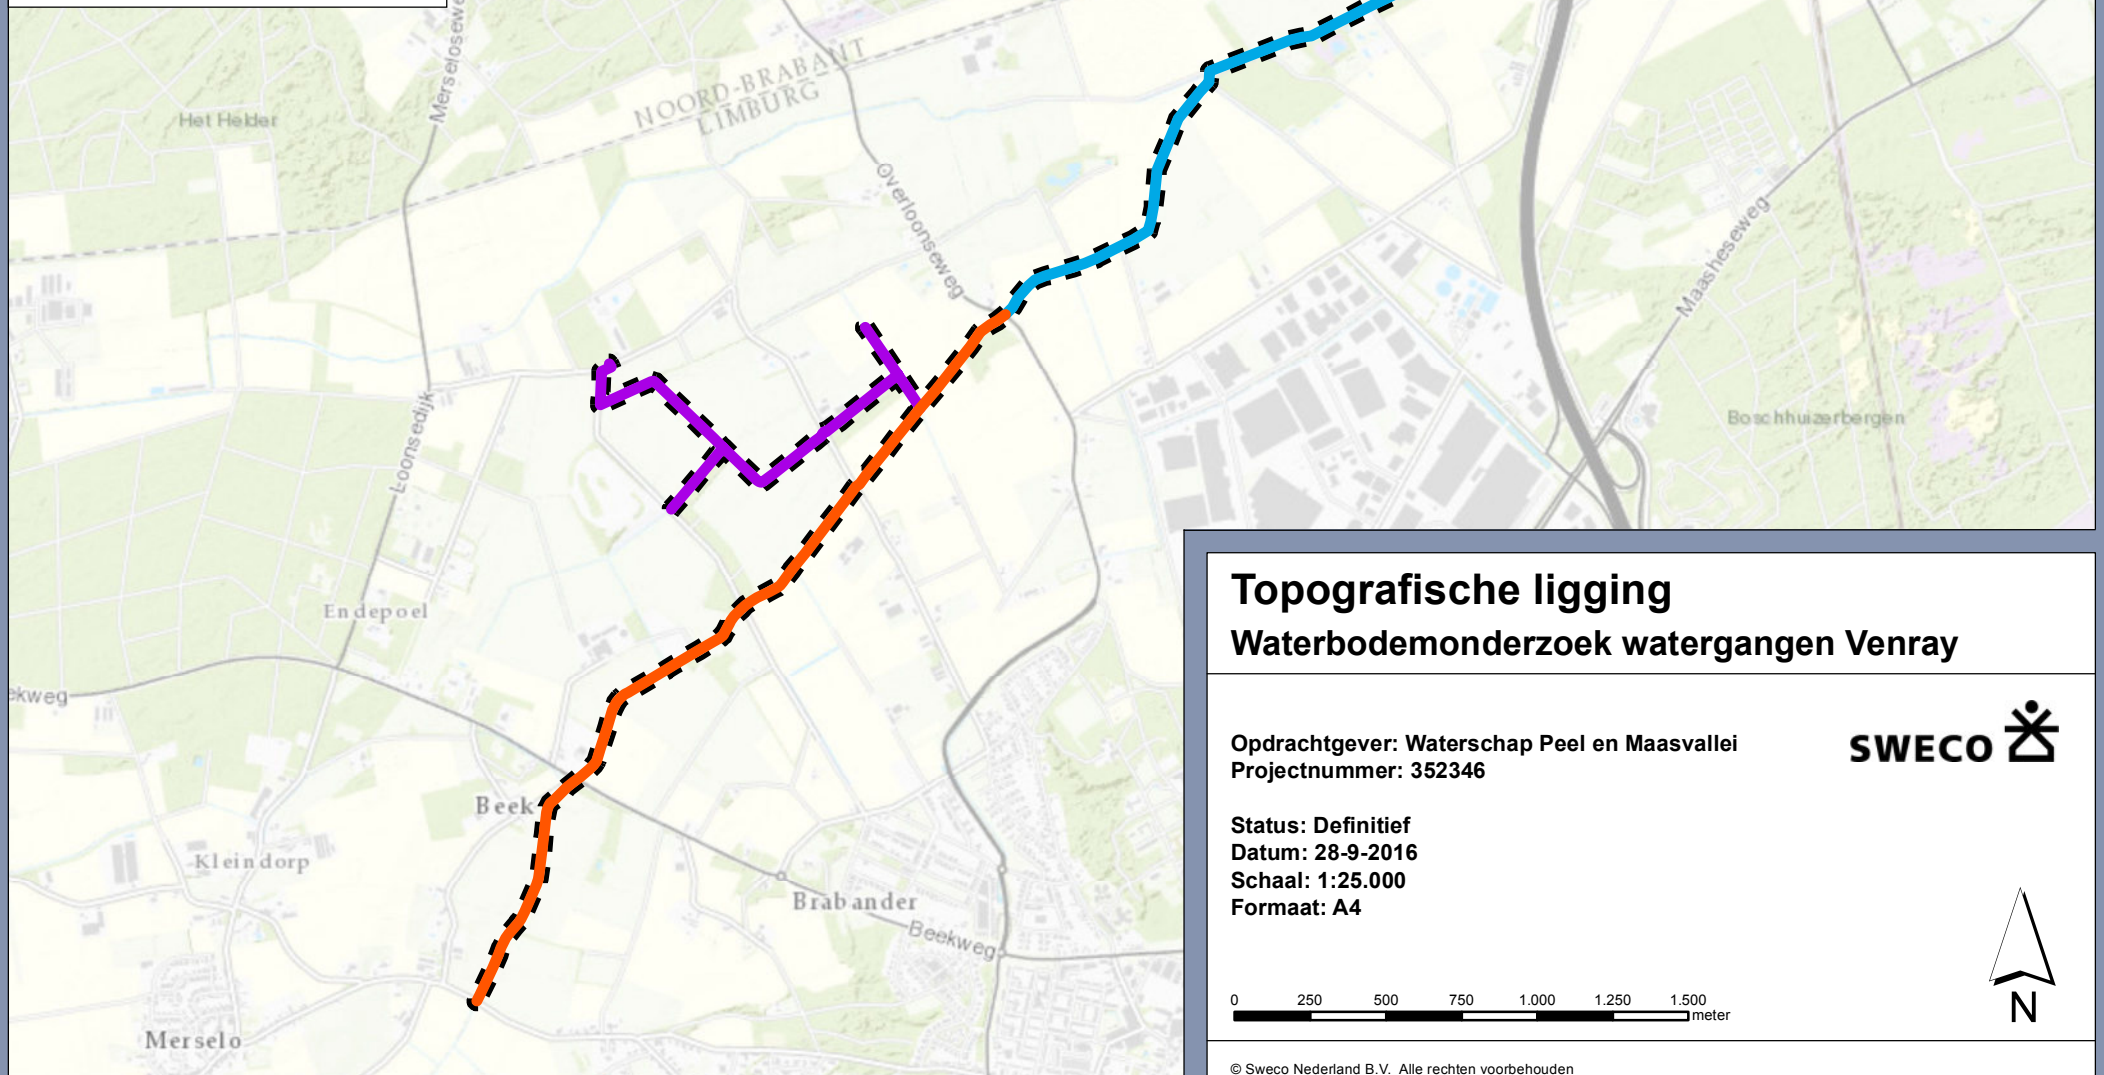 Merselosewe
NOORD-BRABANT
LIMBURG
Het Helder
Overloonseweg
Maasheseweg
Loonsedijk
Boschhuizerbergen
Endepoel
ekweg
Beek
Kleindorp
Brabander
Beekweg
Merselo
Topografische ligging
Waterbodemonderzoek watergangen Venray
Opdrachtgever: Waterschap Peel en Maasvallei
Projectnummer: 352346
SWECO
Status: Definitief
Datum: 28-9-2016
Schaal: 1:25.000
Formaat: A4
0 250 500 750 1.000 1.250 1.500
meter
N
© Sweco Nederland B.V. Alle rechten voorbehouden